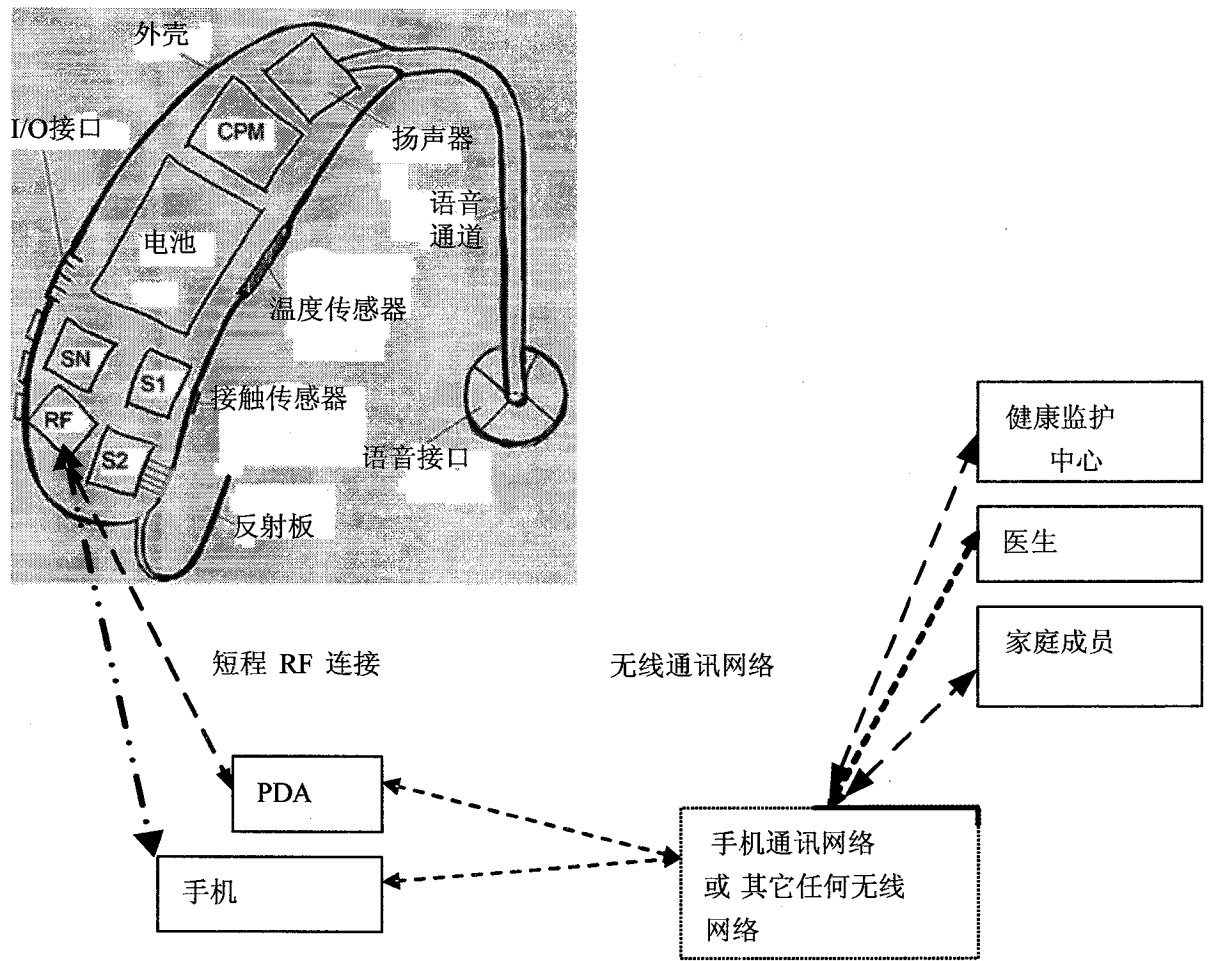 外壳
I/O接口
CPM
扬声器
语音
通道
电池
温度传感器
SN
S1
接触传感器
RF
S2
语音接口
反射板
健康监护
中心
医生
家庭成员
短程 RF 连接
无线通讯网络
PDA
手机
手机通讯网络
或 其它任何无线
网络